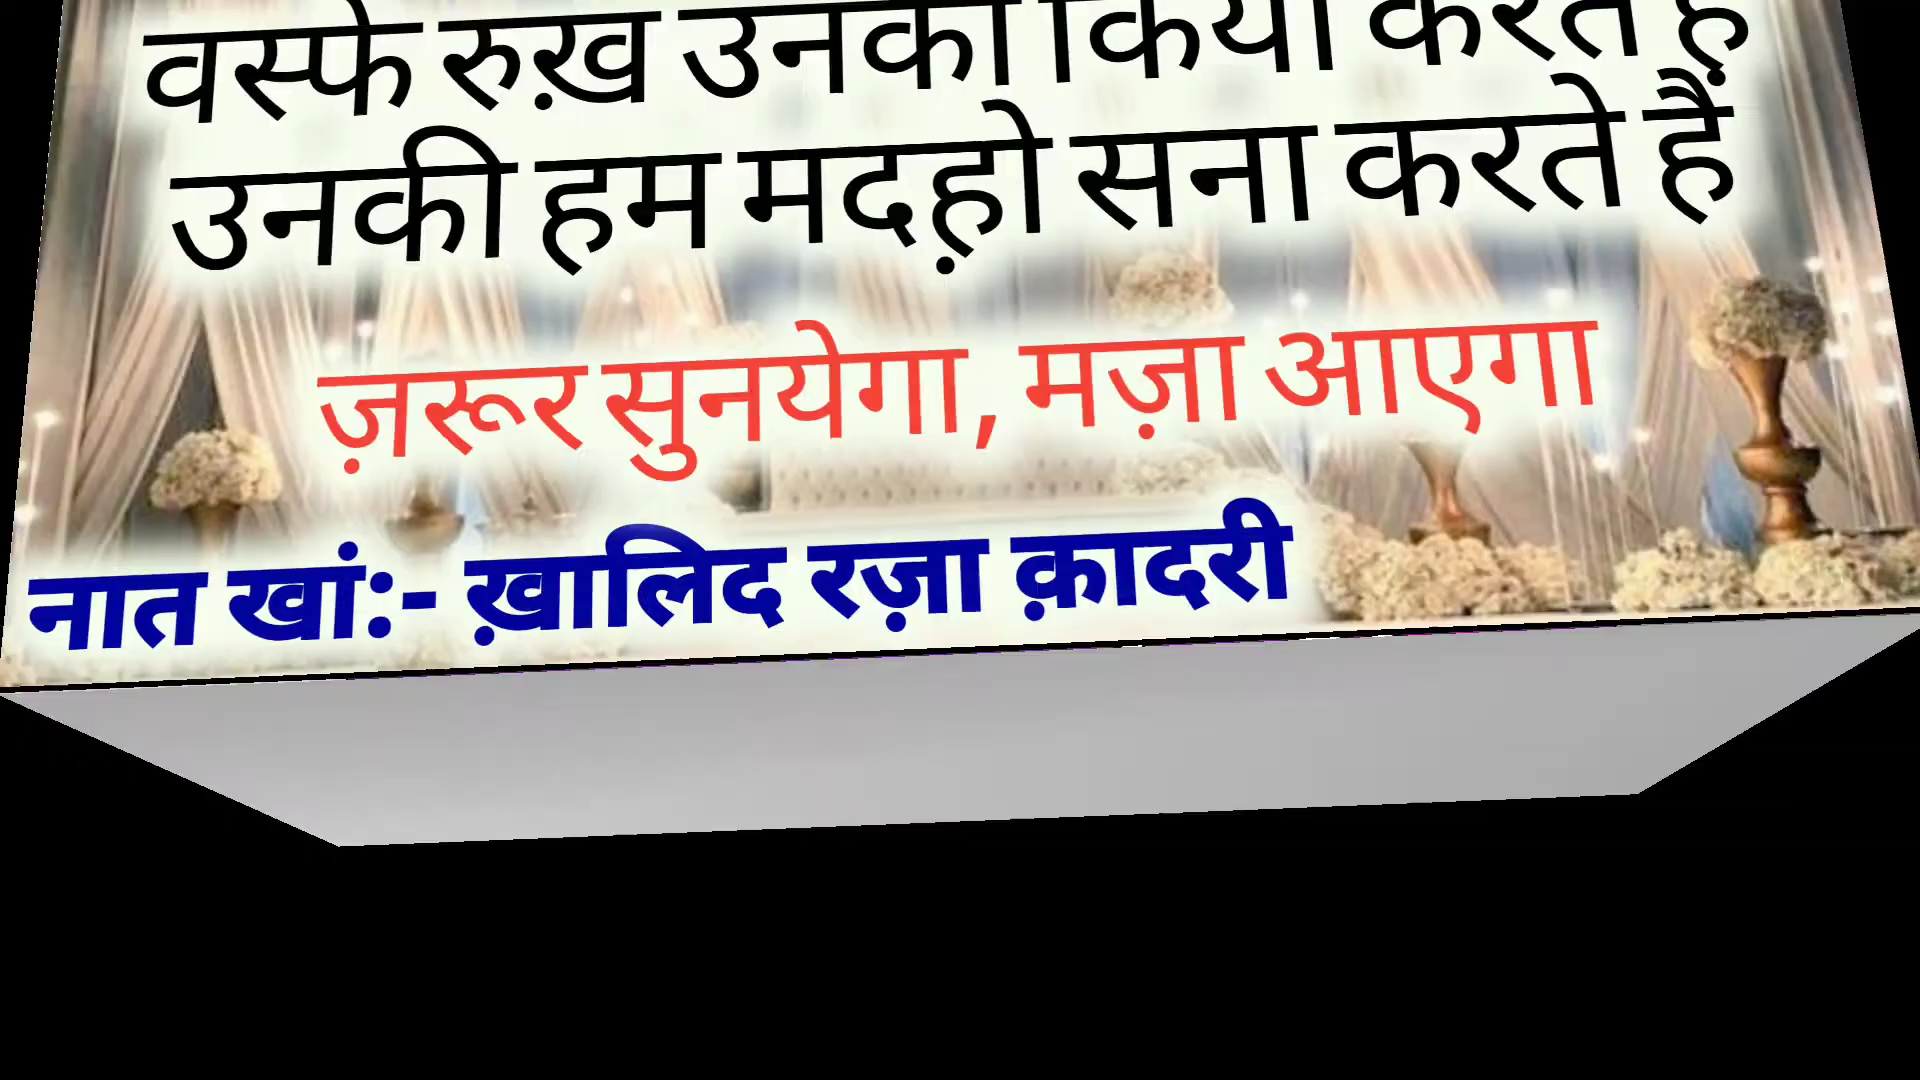 वस्फे रुख़ उनका किया करते है
उनकी हम मदह़ो सना करते हैं
ज़रूर सुनयेगा, मज़ा आएगा
नात खां:- ख़ालिद रज़ा क़ादरी